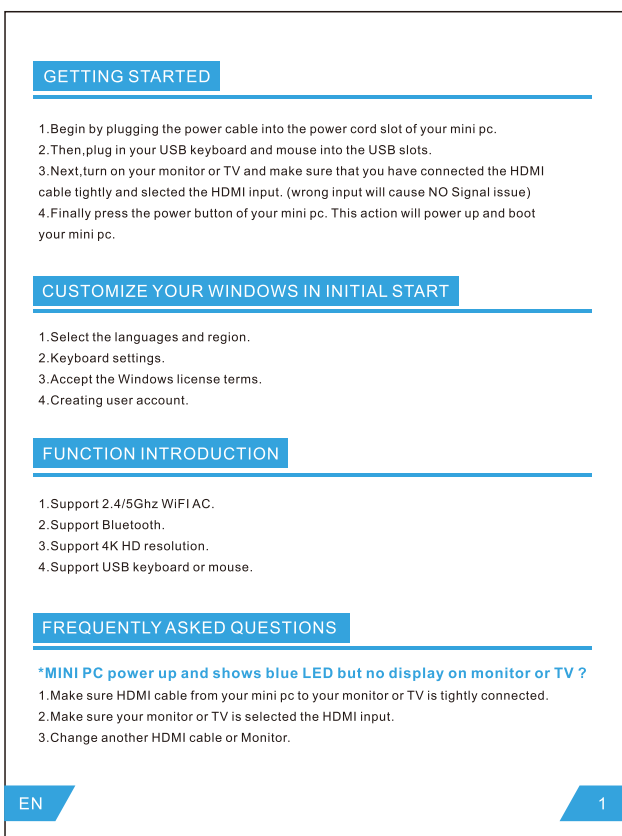 GETTING STARTED
1.Begin by plugging the power cable into the power cord slot of your mini pc.
2.Then,plug in your USB keyboard and mouse into the USB slots.
3.Next,turn on your monitor or TV and make sure that you have connected the HDMI
cable tightly and slected the HDMI input. (wrong input will cause NO Signal issue)
4.Finally press the power button of your mini pc. This action will power up and boot
your mini pc.
CUSTOMIZE YOUR WINDOWS IN INITIAL START
1.Select the languages and region.
2.Keyboard settings.
3.Accept the Windows license terms.
4.Creating user account.
FUNCTION INTRODUCTION
1.Support 2.4/5Ghz WiFI AC.
2.Support Bluetooth.
3.Support 4K HD resolution.
4.Support USB keyboard or mouse.
FREQUENTLY ASKED QUESTIONS
*MINI PC power up and shows blue LED but no display on monitor or TV ?
1.Make sure HDMI cable from your mini pc to your monitor or TV is tightly connected.
2.Make sure your monitor or TV is selected the HDMI input.
3.Change another HDMI cable or Monitor.
EN
1